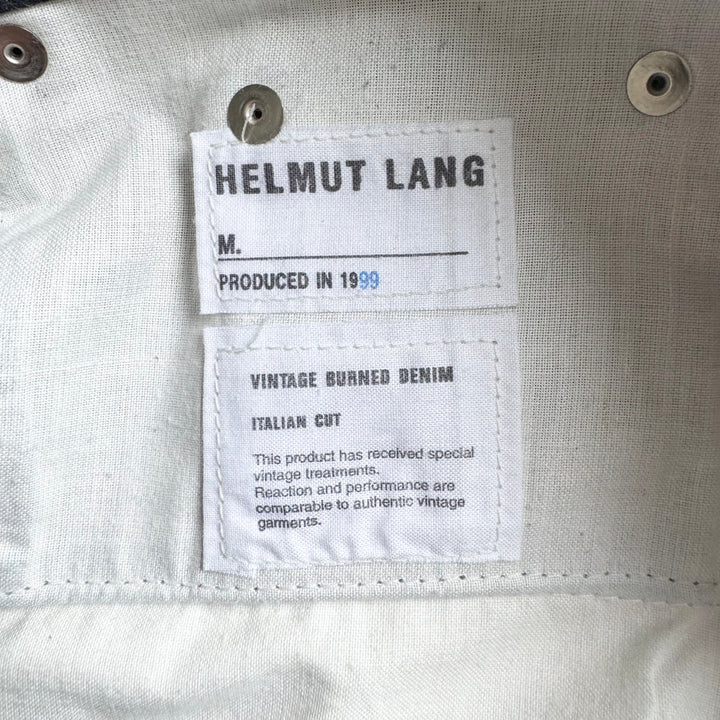 HELMUT LANG
M.
PRODUCED IN 1999
VINTAGE BURNED DENIM
ITALIAN CUT
This product has received special
vintage treatments.
Reaction and performance are
comparable to authentic vintage
garments.